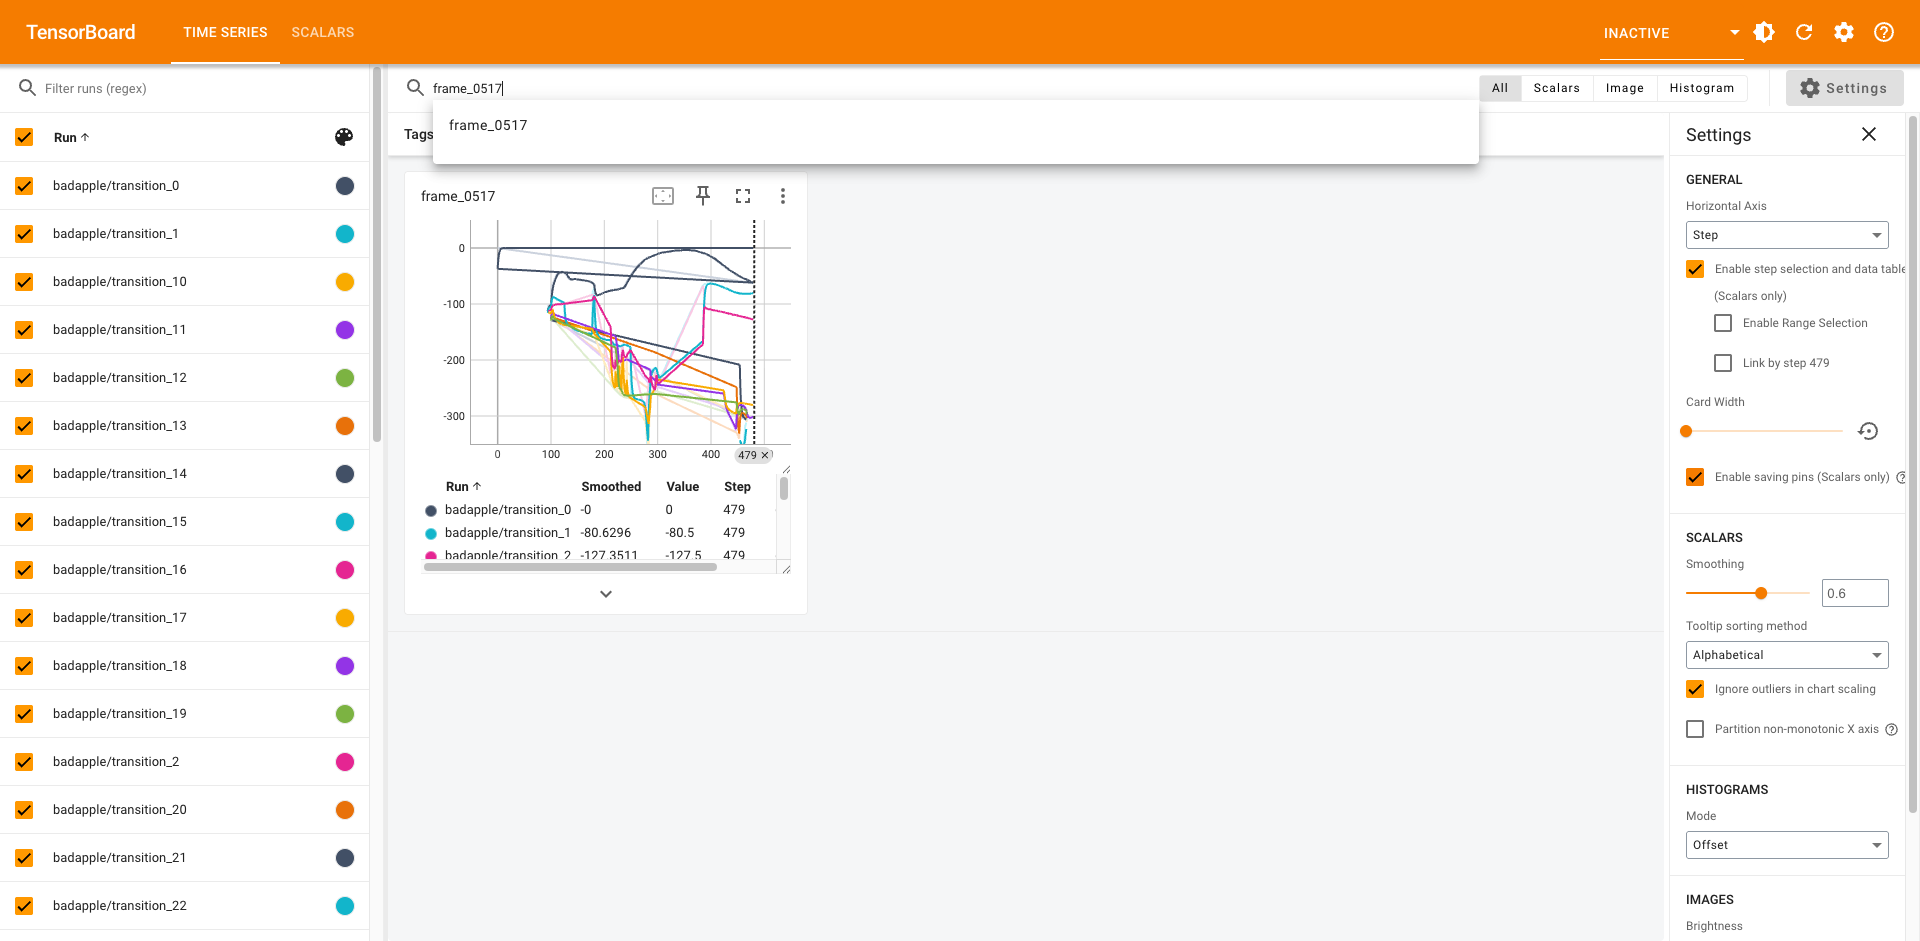 TensorBoard
TIME SERIES
SCALARS
INACTIVE
Filter runs (regex)
frame_0517
All
Scalars
Image
Histogram
Settings
frame_0517
Run
Tags
Settings
badapple/transition_0
badapple/transition_1
badapple/transition_10
badapple/transition_11
badapple/transition_12
badapple/transition_13
badapple/transition_14
badapple/transition_15
badapple/transition_16
badapple/transition_17
badapple/transition_18
badapple/transition_19
badapple/transition_2
badapple/transition_20
badapple/transition_21
badapple/transition_22
frame_0517
0
-100
-200
-300
0
100
200
300
400
479
Run Smoothed Value Step
badapple/transition_0 -0 0 479
badapple/transition_1 -80.6296 -80.5 479
badapple/transition_2 -127.3511 -127.5 479
GENERAL
Horizontal Axis
Step
Enable step selection and data table
(Scalars only)
Enable Range Selection
Link by step 479
Card Width
Enable saving pins (Scalars only)
SCALARS
Smoothing
0.6
Tooltip sorting method
Alphabetical
Ignore outliers in chart scaling
Partition non-monotonic X axis
HISTOGRAMS
Mode
Offset
IMAGES
Brightness